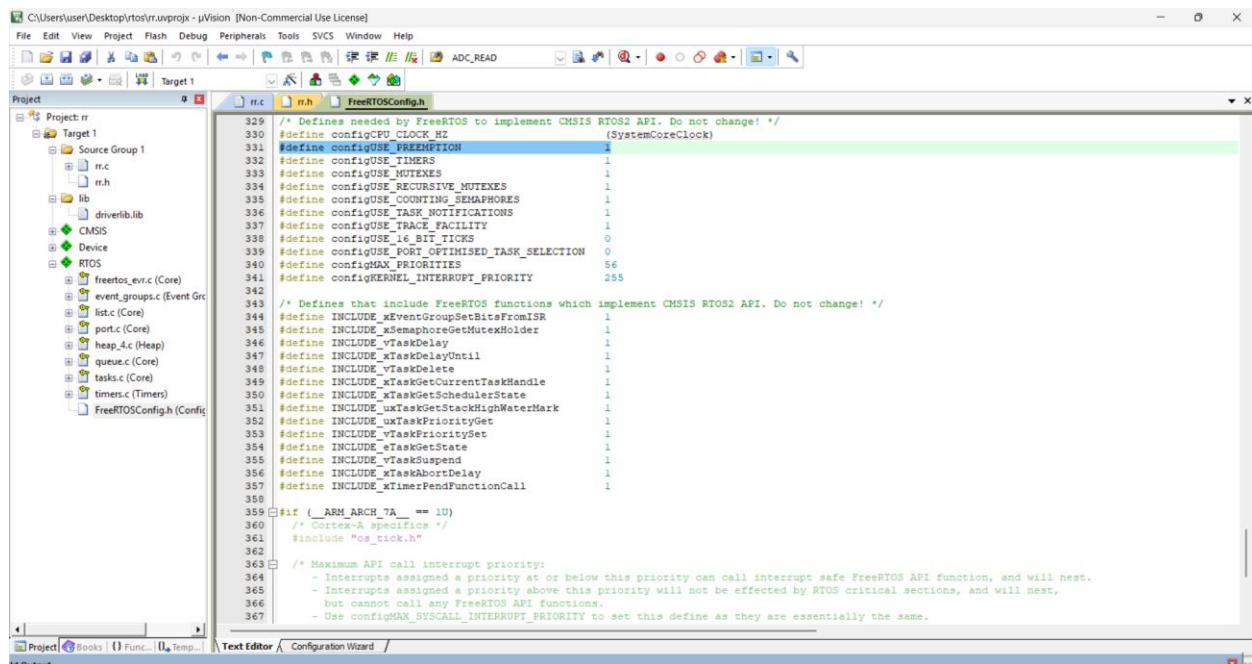 C:\Users\user\Desktop\rtos\rr.uvprojx - µVision [Non-Commercial Use License]
File Edit View Project Flash Debug Peripherals Tools SVCS Window Help
ADC_READ
Target 1
Project
rr.c rr.h FreeRTOSConfig.h
Project: rr
Target 1
Source Group 1
rr.c
rr.h
lib
driverlib.lib
CMSIS
Device
RTOS
freertos_evr.c (Core)
event_groups.c (Event Grc
list.c (Core)
port.c (Core)
heap_4.c (Heap)
queue.c (Core)
tasks.c (Core)
timers.c (Timers)
FreeRTOSConfig.h (Config
329 /* Defines needed by FreeRTOS to implement CMSIS RTOS2 API. Do not change! */
330 #define configCPU_CLOCK_HZ (SystemCoreClock)
331 #define configUSE_PREEMPTION 1
332 #define configUSE_TIMERS 1
333 #define configUSE_MUTEXES 1
334 #define configUSE_RECURSIVE_MUTEXES 1
335 #define configUSE_COUNTING_SEMAPHORES 1
336 #define configUSE_TASK_NOTIFICATIONS 1
337 #define configUSE_TRACE_FACILITY 1
338 #define configUSE_16_BIT_TICKS 0
339 #define configUSE_PORT_OPTIMISED_TASK_SELECTION 0
340 #define configMAX_PRIORITIES 56
341 #define configKERNEL_INTERRUPT_PRIORITY 255
342
343 /* Defines that include FreeRTOS functions which implement CMSIS RTOS2 API. Do not change! */
344 #define INCLUDE_xEventGroupSetBitsFromISR 1
345 #define INCLUDE_xSemaphoreGetMutexHolder 1
346 #define INCLUDE_vTaskDelay 1
347 #define INCLUDE_xTaskDelayUntil 1
348 #define INCLUDE_vTaskDelete 1
349 #define INCLUDE_xTaskGetCurrentTaskHandle 1
350 #define INCLUDE_xTaskGetSchedulerState 1
351 #define INCLUDE_uxTaskGetStackHighWaterMark 1
352 #define INCLUDE_uxTaskPriorityGet 1
353 #define INCLUDE_vTaskPrioritySet 1
354 #define INCLUDE_eTaskGetState 1
355 #define INCLUDE_vTaskSuspend 1
356 #define INCLUDE_xTaskAbortDelay 1
357 #define INCLUDE_xTimerPendFunctionCall 1
358
359 #if (__ARM_ARCH_7A__ == 1U)
360 /* Cortex-A specifics */
361 #include "os_tick.h"
362
363 /* Maximum API call interrupt priority:
364 - Interrupts assigned a priority at or below this priority can call interrupt safe FreeRTOS API function, and will nest.
365 - Interrupts assigned a priority above this priority will not be effected by RTOS critical sections, and will nest,
366 but cannot call any FreeRTOS API functions.
367 - Use configMAX_SYSCALL_INTERRUPT_PRIORITY to set this define as they are essentially the same.
Project Books {} Func... Temp... Text Editor Configuration Wizard